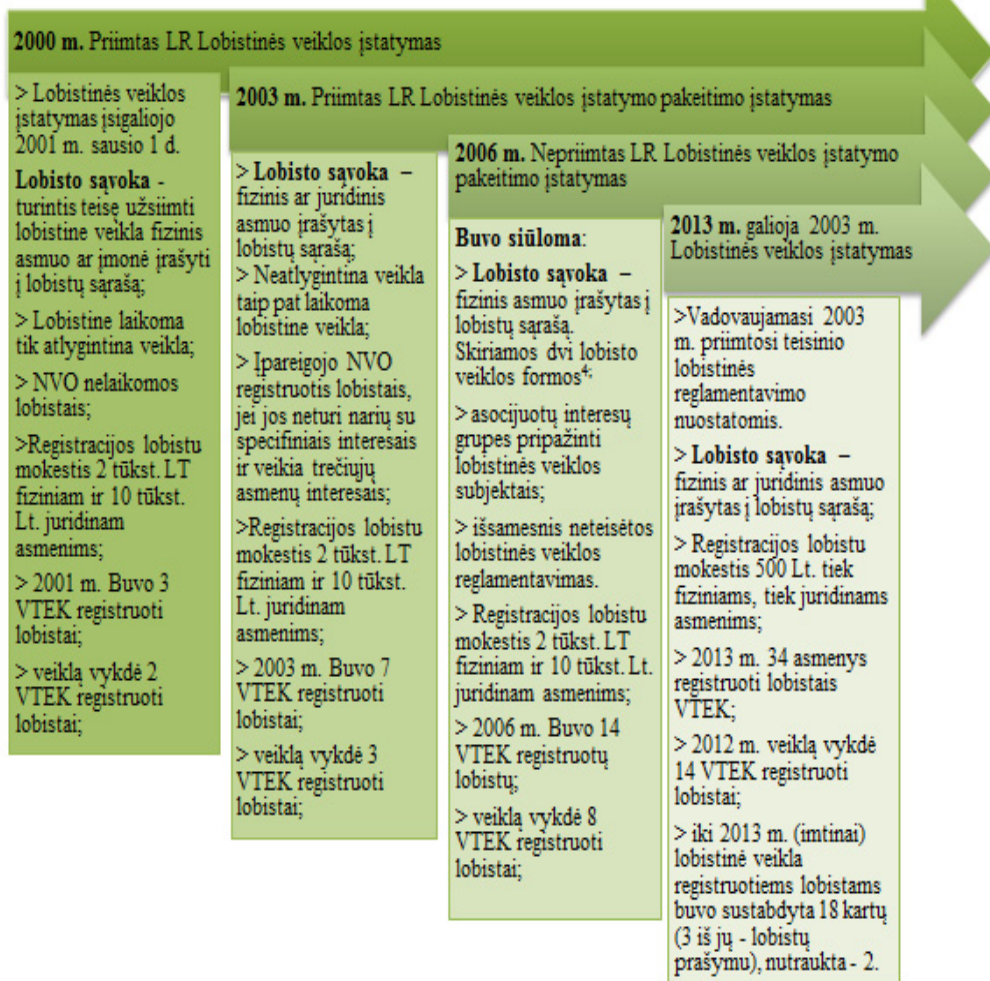 2000 m. Priimtas LR Lobistinės veiklos įstatymas
> Lobistinės veiklos
įstatymas įsigaliojo
2001 m. sausio 1 d.
Lobisto sąvoka -
turintis teisę užsiimti
lobistine veikla fizinis
asmuo ar įmonė įrašyti
į lobistų sąrašą;
> Lobistine laikoma
tik atlygintina veikla;
> NVO nelaikomos
lobistais;
>Registracijos lobistu
mokestis 2 tūkst. LT
fiziniam ir 10 tūkst.
Lt. juridinam
asmenims;
> 2001 m. Buvo 3
VTEK registruoti
lobistai;
> veiklą vykdė 2
VTEK registruoti
lobistai;
2003 m. Priimtas LR Lobistinės veiklos įstatymo pakeitimo įstatymas
> Lobisto sąvoka –
fizinis ar juridinis
asmuo įrašytas į
lobistų sąrašą;
> Neatlygintina veikla
taip pat laikoma
lobistine veikla;
> Įpareigojo NVO
registruotis lobistais,
jei jos neturi narių su
specifiniais interesais
ir veikia trečiųjų
asmenų interesais;
>Registracijos lobistu
mokestis 2 tūkst. LT
fiziniam ir 10 tūkst.
Lt. juridinam
asmenims;
> 2003 m. Buvo 7
VTEK registruoti
lobistai;
> veiklą vykdė 3
VTEK registruoti
lobistai;
2006 m. Nepriimtas LR Lobistinės veiklos įstatymo
pakeitimo įstatymas
Buvo siūloma:
> Lobisto sąvoka –
fizinis asmuo įrašytas į
lobistų sąrašą.
Skiriamos dvi lobisto
veiklos formos4;
> asocijuotų interesų
grupes pripažinti
lobistinės veiklos
subjektais;
> išsamesnis neteisėtos
lobistinės veiklos
reglamentavimas.
> Registracijos lobistu
mokestis 2 tūkst. LT
fiziniam ir 10 tūkst. Lt.
juridinam asmenims;
> 2006 m. Buvo 14
VTEK registruotų
lobistų;
> veiklą vykdė 8
VTEK registruoti
lobistai;
2013 m. galioja 2003 m.
Lobistinės veiklos įstatymas
>Vadovaujamasi 2003
m. priimtosi teisinio
lobistinės
reglamentavimo
nuostatomis.
> Lobisto sąvoka –
fizinis ar juridinis asmuo
įrašytas į lobistų sąrašą;
> Registracijos lobistu
mokestis 500 Lt. tiek
fiziniams, tiek juridinams
asmenims;
> 2013 m. 34 asmenys
registruoti lobistais
VTEK;
> 2012 m. veiklą vykdė
14 VTEK registruoti
lobistai;
> iki 2013 m. (imtinai)
lobistinė veikla
registruotiems lobistams
buvo sustabdyta 18 kartų
(3 iš jų - lobistų
prašymu), nutraukta - 2.